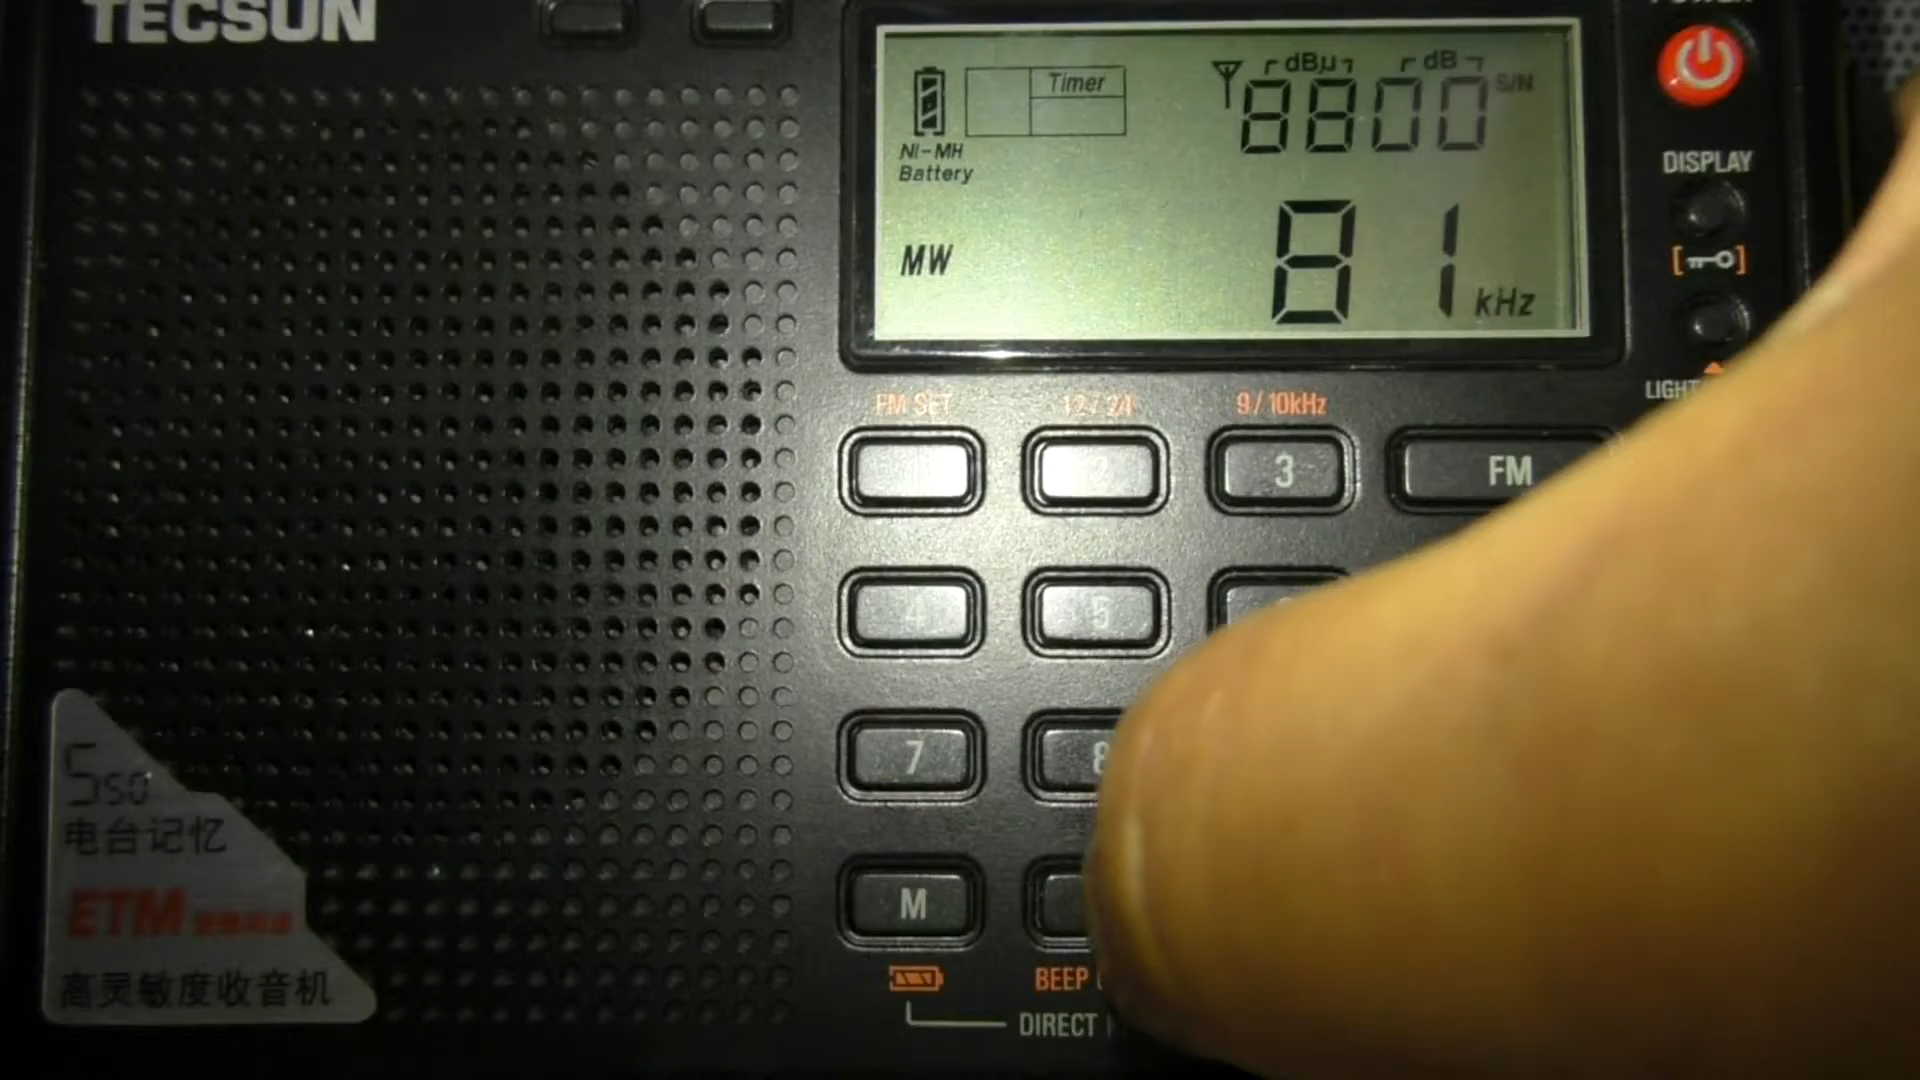 TECSUN
POWER
Timer
dBµ
dB
8800
S/N
Ni-MH
Battery
MW
81
kHz
DISPLAY
LIGHT
FM SET
12/24
9/10kHz
3
FM
4
5
7
8
M
BEEP
DIRECT
550
电台记忆
ETM
高灵敏度收音机